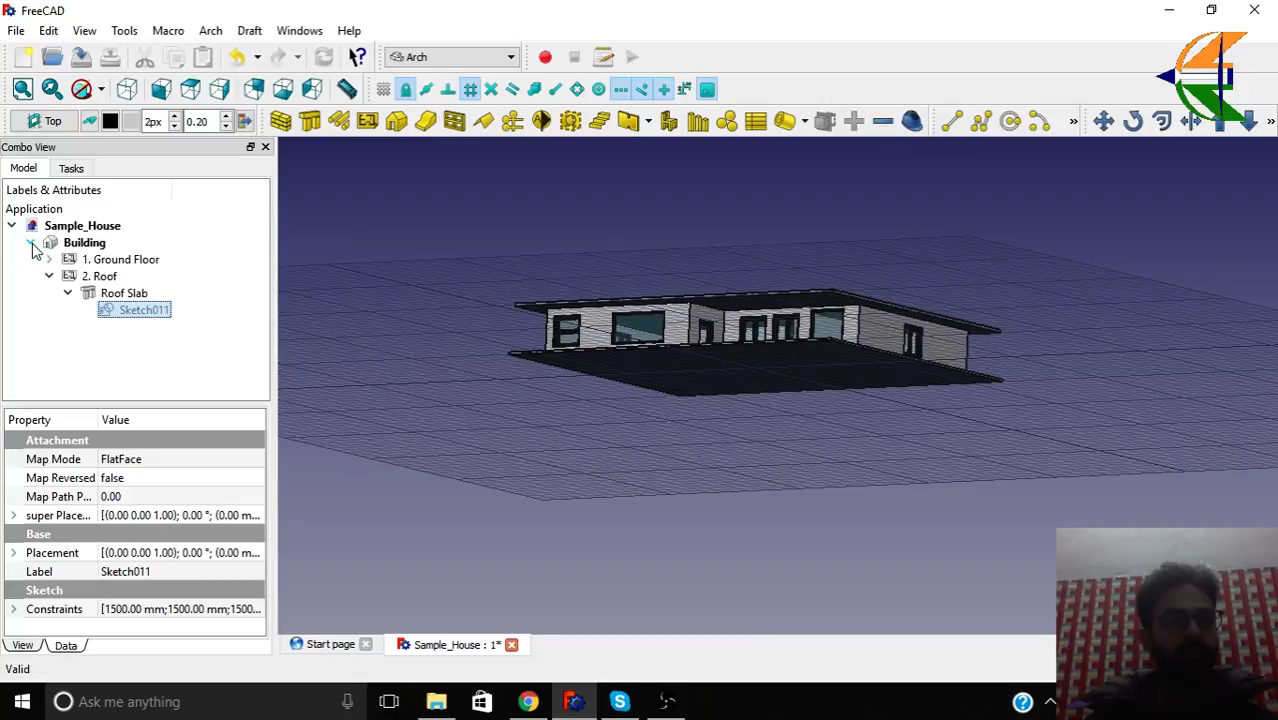 FreeCAD
File Edit View Tools Macro Arch Draft Windows Help
Arch
Top 2px 0.20 » »
Combo View
Model Tasks
Labels & Attributes
Application
Sample_House
Building
1. Ground Floor
2. Roof
Roof Slab
Sketch011
Property Value
Attachment
Map Mode FlatFace
Map Reversed false
Map Path P... 0.00
super Place... [(0.00 0.00 1.00); 0.00 °; (0.00 m...
Base
Placement [(0.00 0.00 1.00); 0.00 °; (0.00 m...
Label Sketch011
Sketch
Constraints [1500.00 mm;1500.00 mm;1500...
View Data
Start page Sample_House : 1*
Valid
Ask me anything